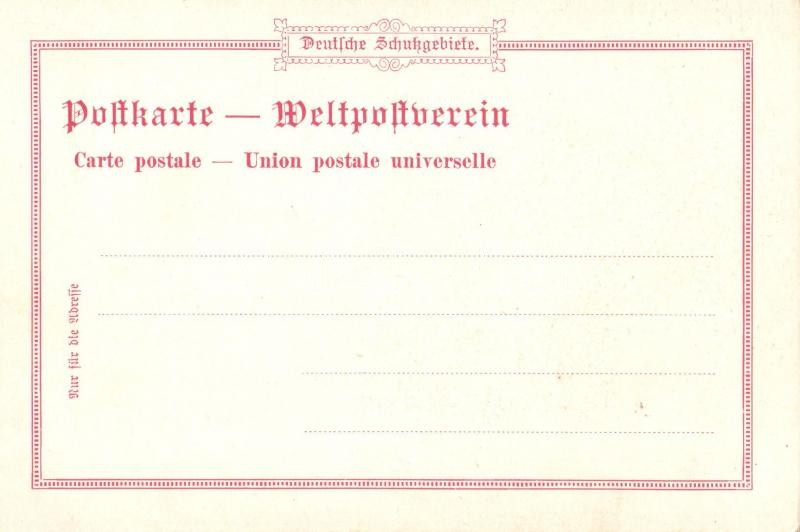 Deutsche Schutzgebiete.
Postkarte — Weltpostverein
Carte postale — Union postale universelle
Nur für die Adresse